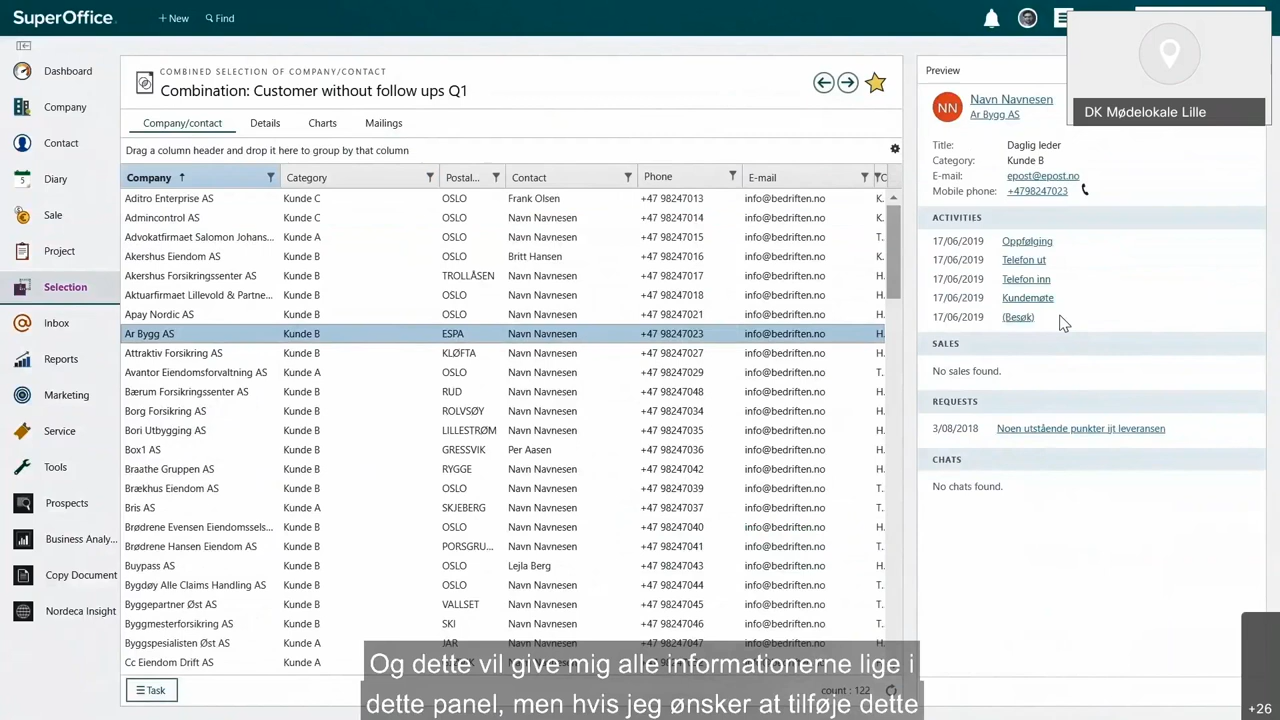 SuperOffice.
+ New
Find
DK Mødelokale Lille
Dashboard
Company
Contact
5
Diary
Sale
Project
Selection
Inbox
Reports
Marketing
Service
Tools
Prospects
Business Analy...
Copy Document
Nordeca Insight
COMBINED SELECTION OF COMPANY/CONTACT
Combination: Customer without follow ups Q1
Company/contact Details Charts Mailings
Drag a column header and drop it here to group by that column
Company ↑ Category Postal... Contact Phone E-mail C
Aditro Enterprise AS Kunde C OSLO Frank Olsen +47 98247013 info@bedriften.no K.
Admincontrol AS Kunde C OSLO Navn Navnesen +47 98247014 info@bedriften.no K.
Advokatfirmaet Salomon Johans... Kunde A OSLO Navn Navnesen +47 98247015 info@bedriften.no T.
Akershus Eiendom AS Kunde B OSLO Britt Hansen +47 98247016 info@bedriften.no K.
Akershus Forsikringssenter AS Kunde B TROLLÅSEN Navn Navnesen +47 98247017 info@bedriften.no H.
Aktuarfirmaet Lillevold & Partne... Kunde B OSLO Navn Navnesen +47 98247018 info@bedriften.no H.
Apay Nordic AS Kunde B OSLO Navn Navnesen +47 98247021 info@bedriften.no H.
Ar Bygg AS Kunde B ESPA Navn Navnesen +47 98247023 info@bedriften.no H.
Attraktiv Forsikring AS Kunde B KLØFTA Navn Navnesen +47 98247025 info@bedriften.no H.
Avantor Eiendomsforvaltning AS Kunde B OSLO Navn Navnesen +47 98247029 info@bedriften.no T.
Bærum Forsikringssenter AS Kunde B RUD Navn Navnesen +47 98247048 info@bedriften.no H.
Borg Forsikring AS Kunde B ROLVSØY Navn Navnesen +47 98247034 info@bedriften.no H.
Bori Utbygging AS Kunde B LILLESTRØM Navn Navnesen +47 98247035 info@bedriften.no H.
Box1 AS Kunde B GRESSVIK Per Aasen +47 98247036 info@bedriften.no H.
Braathe Gruppen AS Kunde B RYGGE Navn Navnesen +47 98247042 info@bedriften.no H.
Brækhus Eiendom AS Kunde B OSLO Navn Navnesen +47 98247039 info@bedriften.no T.
Bris AS Kunde B SKJEBERG Navn Navnesen +47 98247037 info@bedriften.no T.
Brødrene Evensen Eiendomssels... Kunde B OSLO Navn Navnesen +47 98247040 info@bedriften.no H.
Brødrene Hansen Eiendom AS Kunde B PORSGRU... Navn Navnesen +47 98247041 info@bedriften.no H.
Buypass AS Kunde B OSLO Lejla Berg +47 98247043 info@bedriften.no H.
Bygdøy Alle Claims Handling AS Kunde B OSLO Navn Navnesen +47 98247044 info@bedriften.no T.
Byggepartner Øst AS Kunde B VALLSET Navn Navnesen +47 98247045 info@bedriften.no T.
Byggmesterforsikring AS Kunde B SKI Navn Navnesen +47 98247046 info@bedriften.no H.
Byggspesialisten Øst AS Kunde A JAR Navn Navnesen +47 98247047 info@bedriften.no H.
Cc Eiendom Drift AS Kunde
Task
count : 122
Preview
NN
Navn Navnesen
Ar Bygg AS
Title: Daglig leder
Category: Kunde B
E-mail: epost@epost.no
Mobile phone: +4798247023
ACTIVITIES
17/06/2019 Oppfølging
17/06/2019 Telefon ut
17/06/2019 Telefon inn
17/06/2019 Kundemøte
17/06/2019 (Besøk)
SALES
No sales found.
REQUESTS
3/08/2018 Noen utstående punkter ijt leveransen
CHATS
No chats found.
Og dette vil give mig alle informationerne lige i
dette panel, men hvis jeg ønsker at tilføje dette
+26